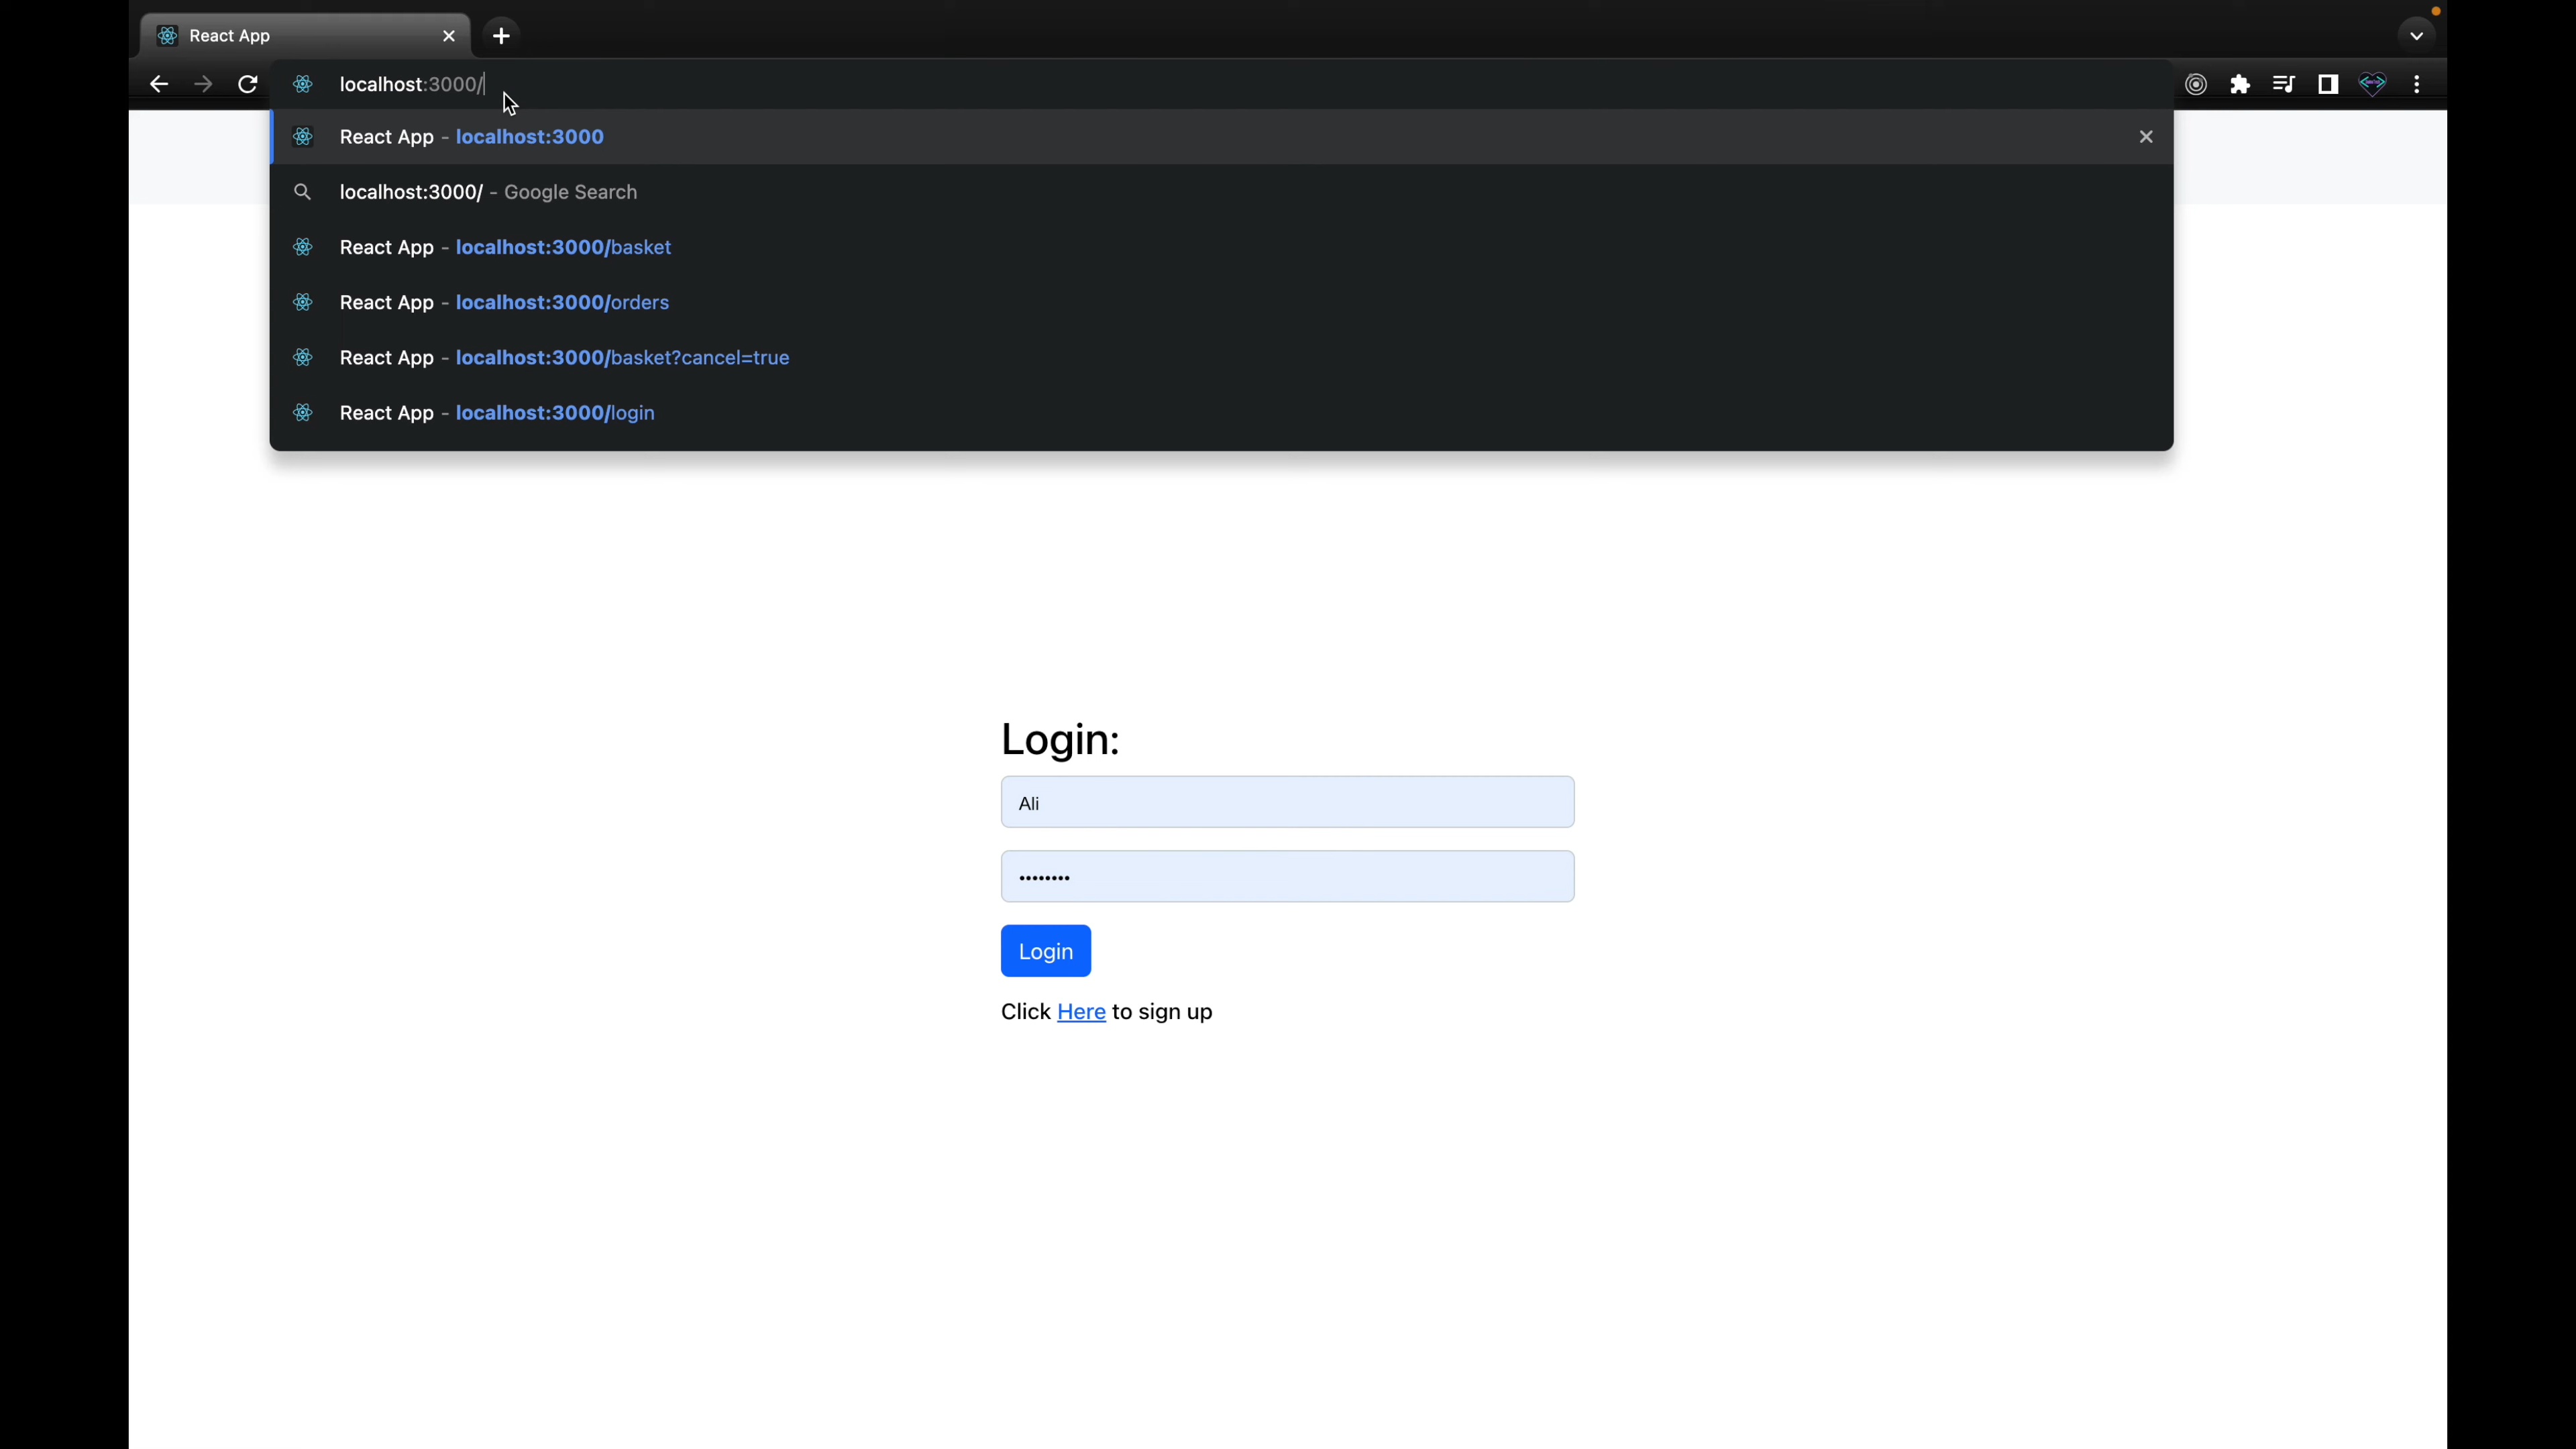 React App
localhost:3000/
React App - localhost:3000
localhost:3000/ - Google Search
React App - localhost:3000/basket
React App - localhost:3000/orders
React App - localhost:3000/basket?cancel=true
React App - localhost:3000/login
Login:
Ali
••••••••
Login
Click Here to sign up